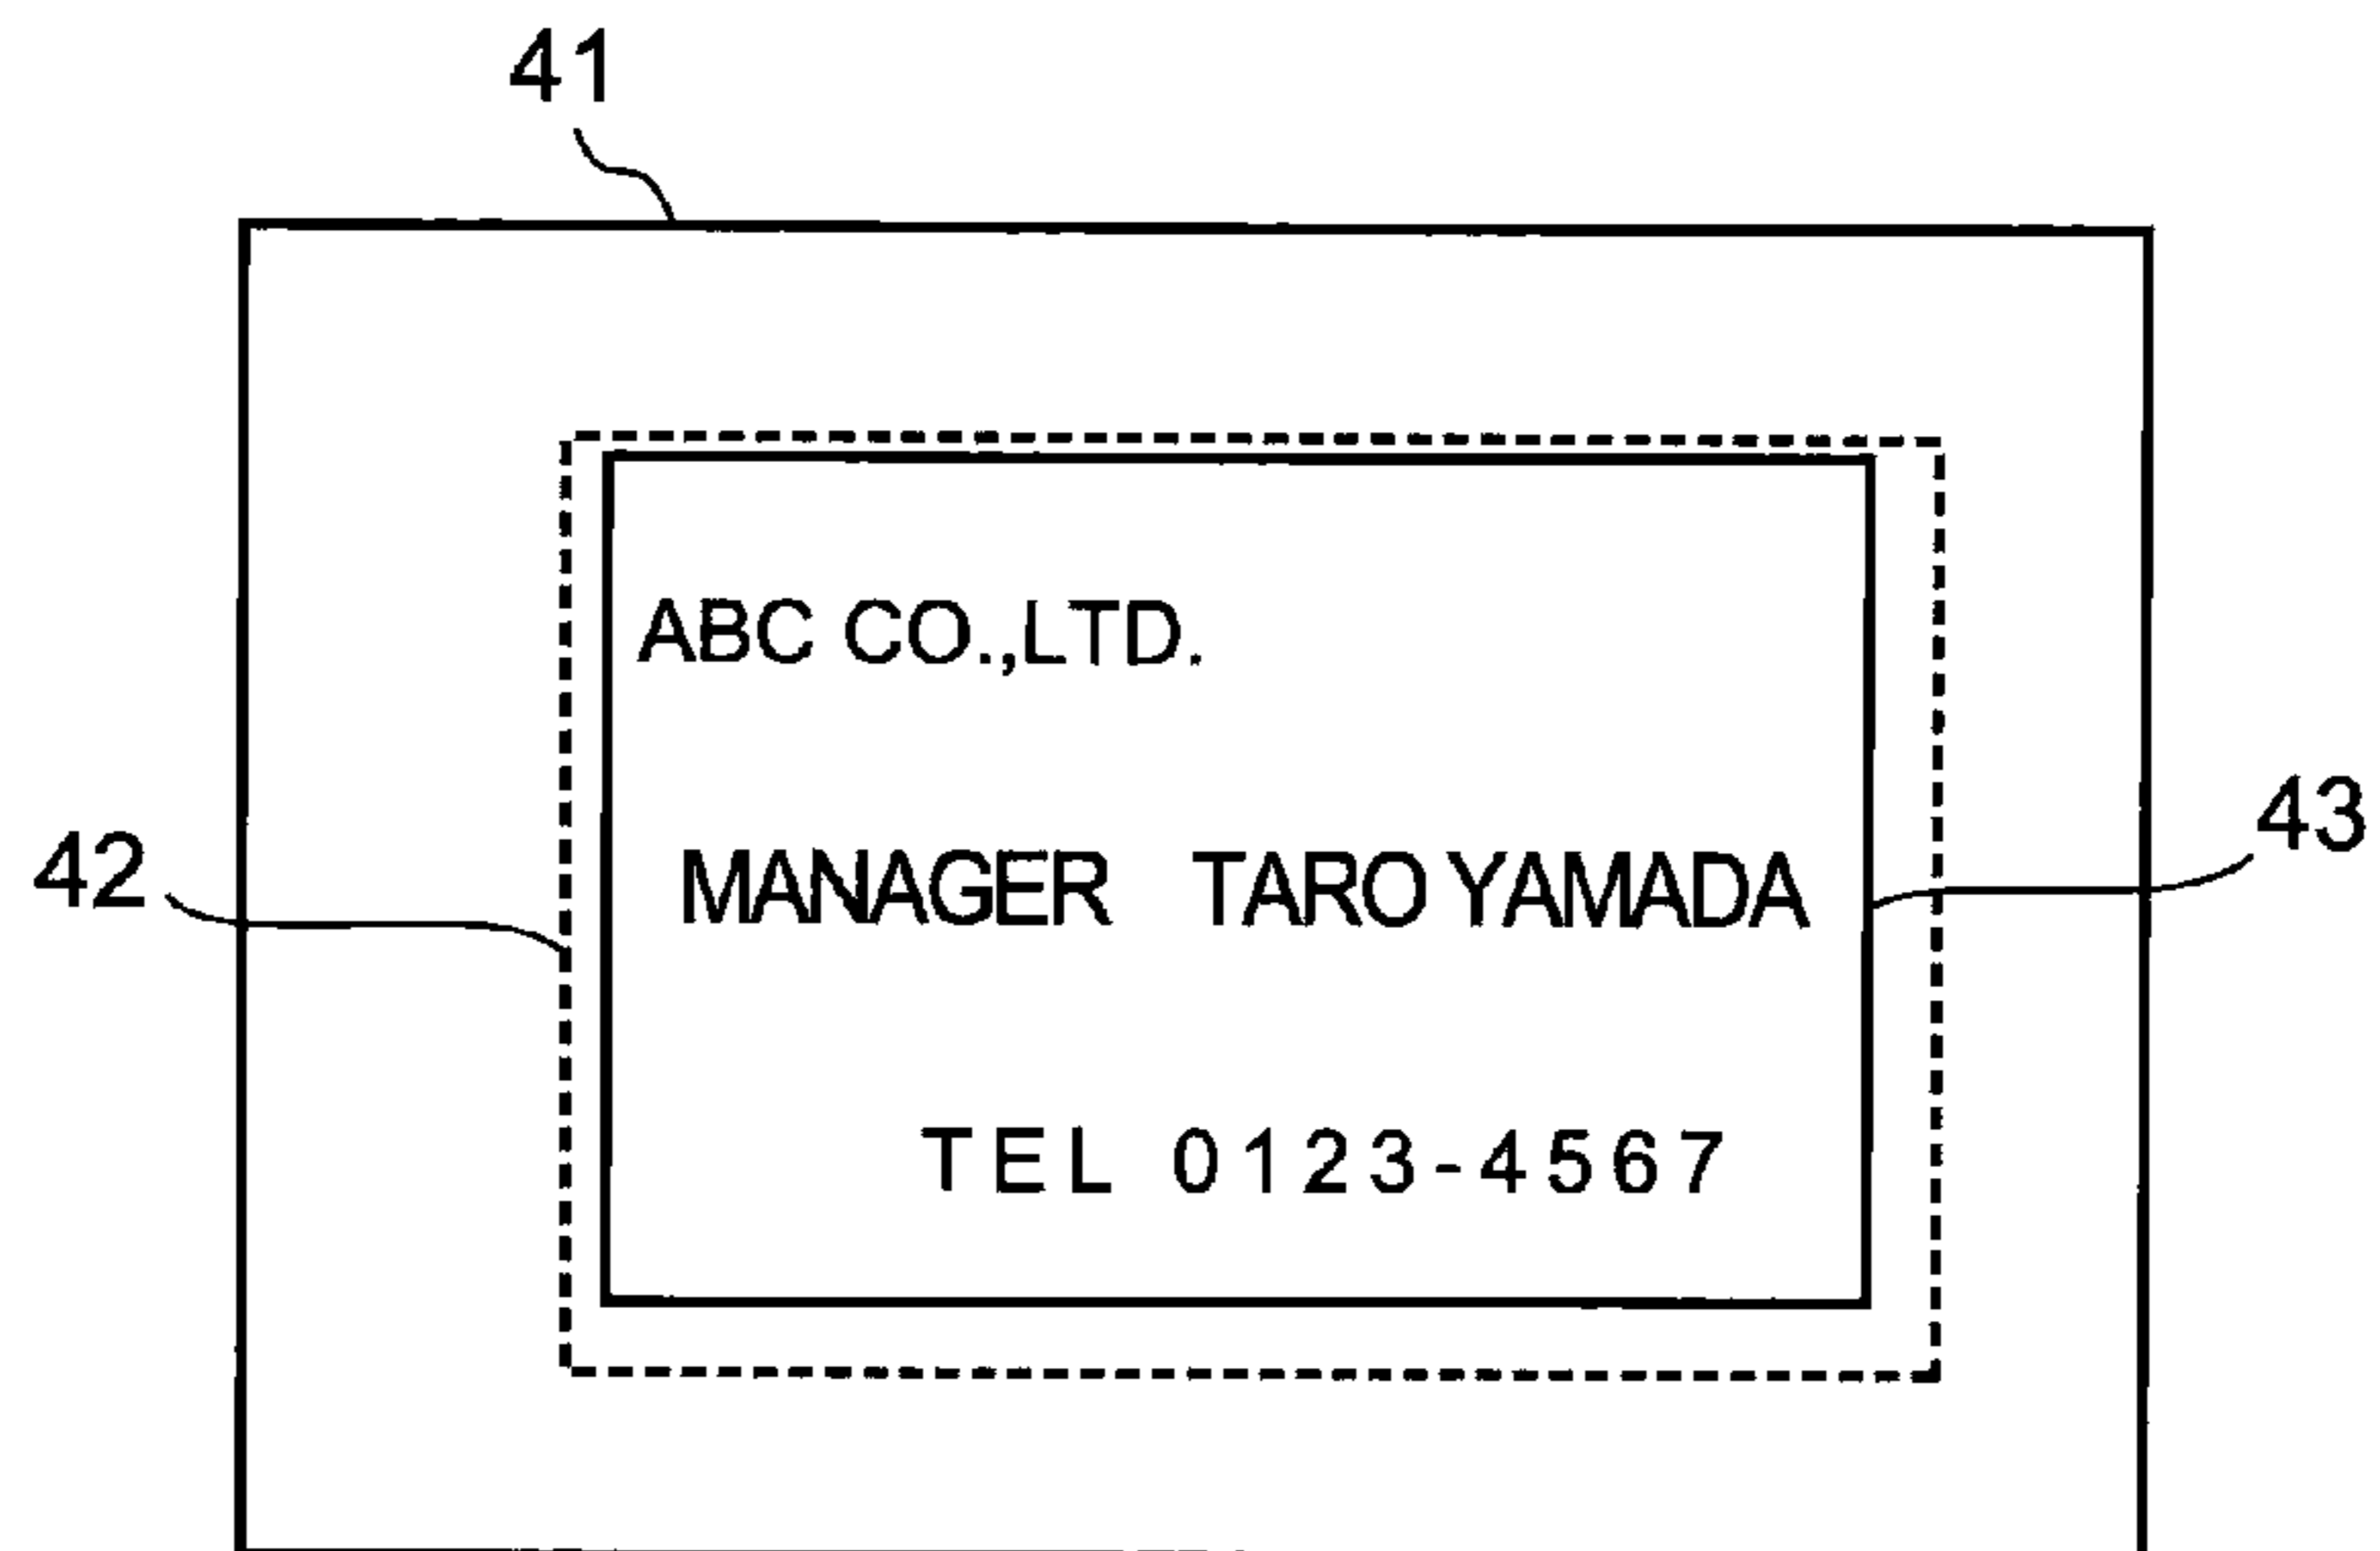 41
ABC CO.,LTD.
42
MANAGER TARO YAMADA
43
TEL 0123-4567